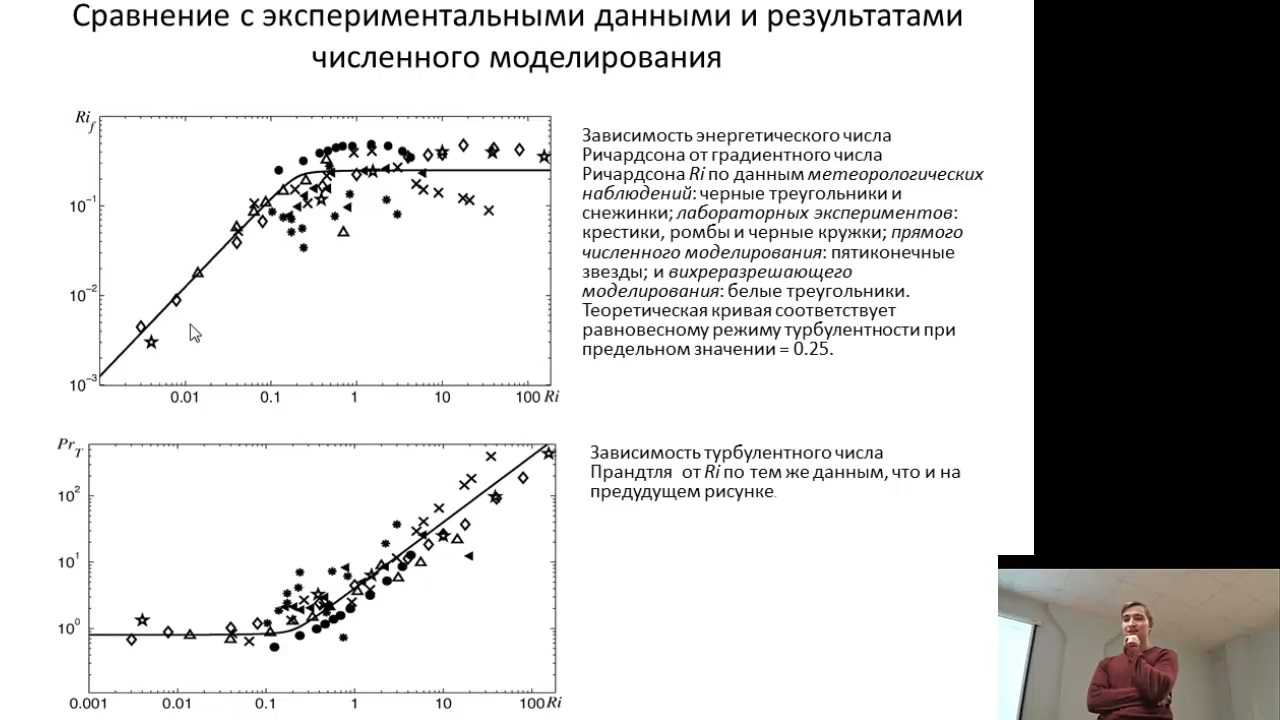 Сравнение с экспериментальными данными и результатами
численного моделирования
Ri_f
10^-1
10^-2
10^-3
0.01 0.1 1 10 100 Ri
Зависимость энергетического числа
Ричардсона от градиентного числа
Ричардсона Ri по данным метеорологических
наблюдений: черные треугольники и
снежинки; лабораторных экспериментов:
крестики, ромбы и черные кружки; прямого
численного моделирования: пятиконечные
звезды; и вихреразрешающего
моделирования: белые треугольники.
Теоретическая кривая соответствует
равновесному режиму турбулентности при
предельном значении = 0.25.
Pr_T
10^2
10^1
10^0
0.001 0.01 0.1 1 10 100 Ri
Зависимость турбулентного числа
Прандтля от Ri по тем же данным, что и на
предудущем рисунке.